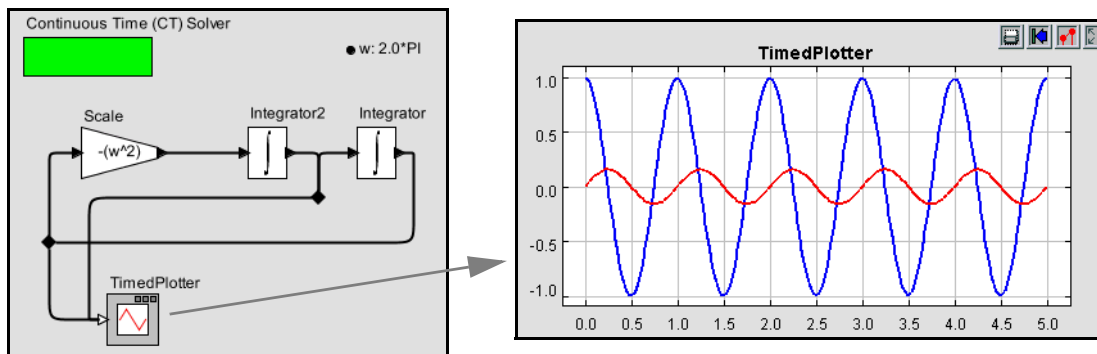 Continuous Time (CT) Solver
w: 2.0*PI
Scale
Integrator2
Integrator
-(w^2)
∫
∫
TimedPlotter
TimedPlotter
1.0
0.5
0.0
-0.5
-1.0
0.0 0.5 1.0 1.5 2.0 2.5 3.0 3.5 4.0 4.5 5.0